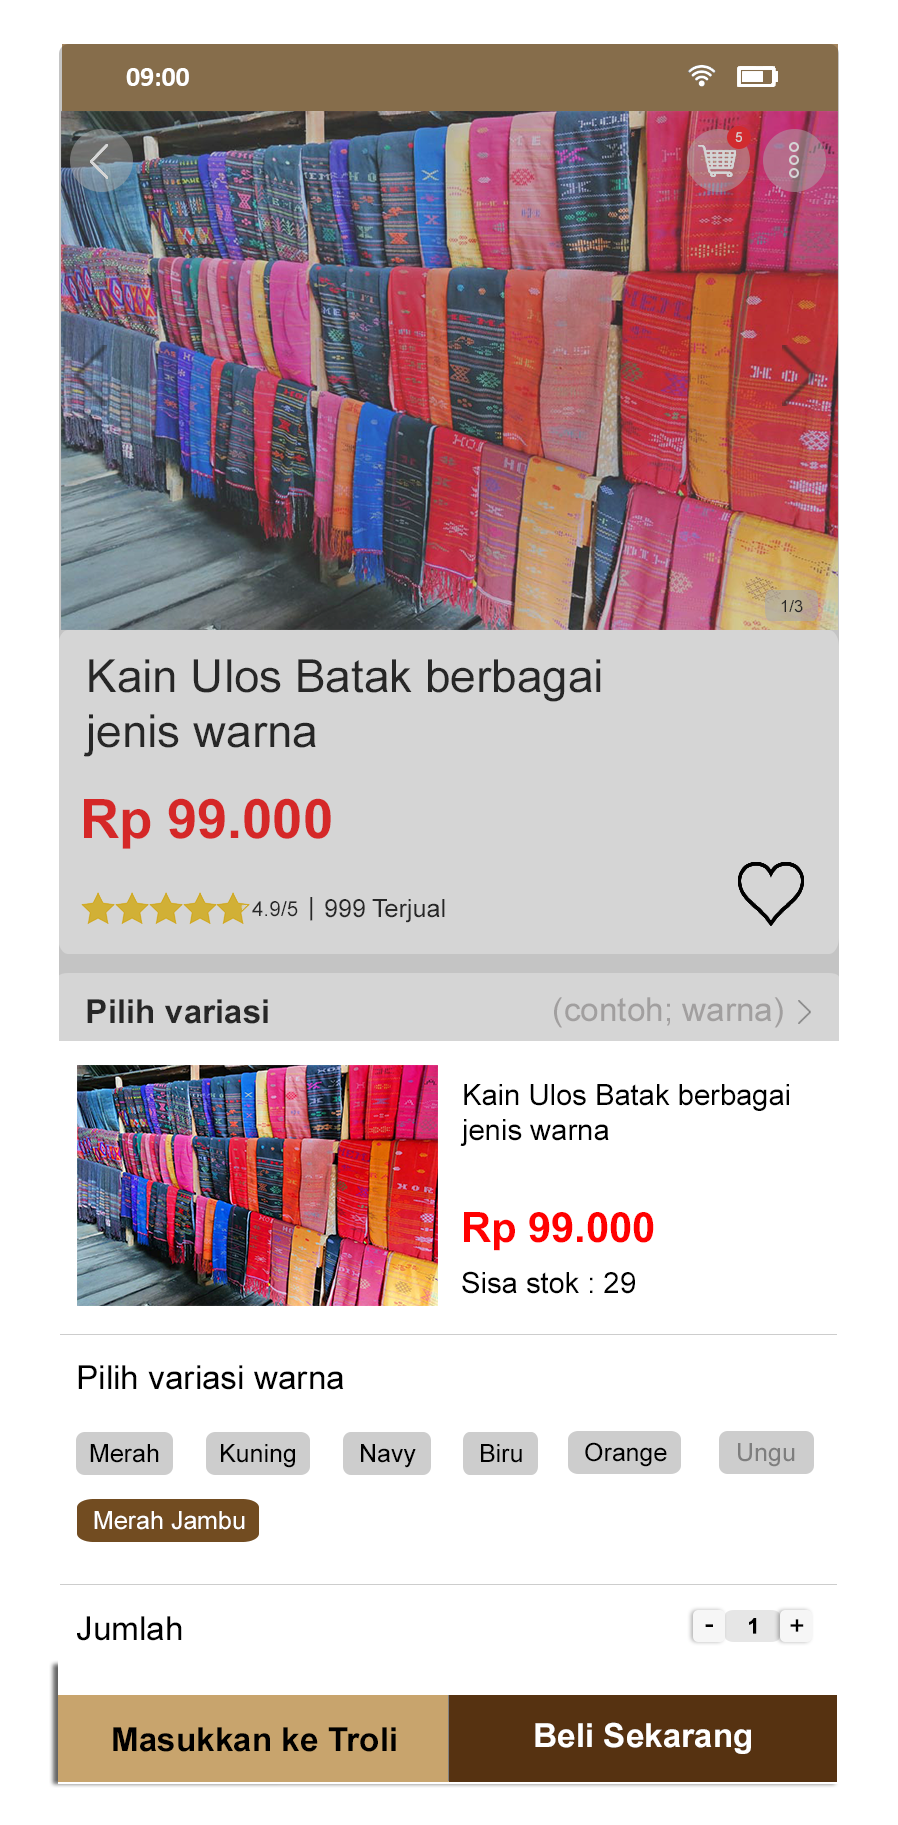 09:00
5
1/3
Kain Ulos Batak berbagai
jenis warna
Rp 99.000
4.9/5 | 999 Terjual
Pilih variasi (contoh; warna)
Kain Ulos Batak berbagai
jenis warna
Rp 99.000
Sisa stok : 29
Pilih variasi warna
Merah Kuning Navy Biru Orange Ungu
Merah Jambu
Jumlah - 1 +
Masukkan ke Troli Beli Sekarang